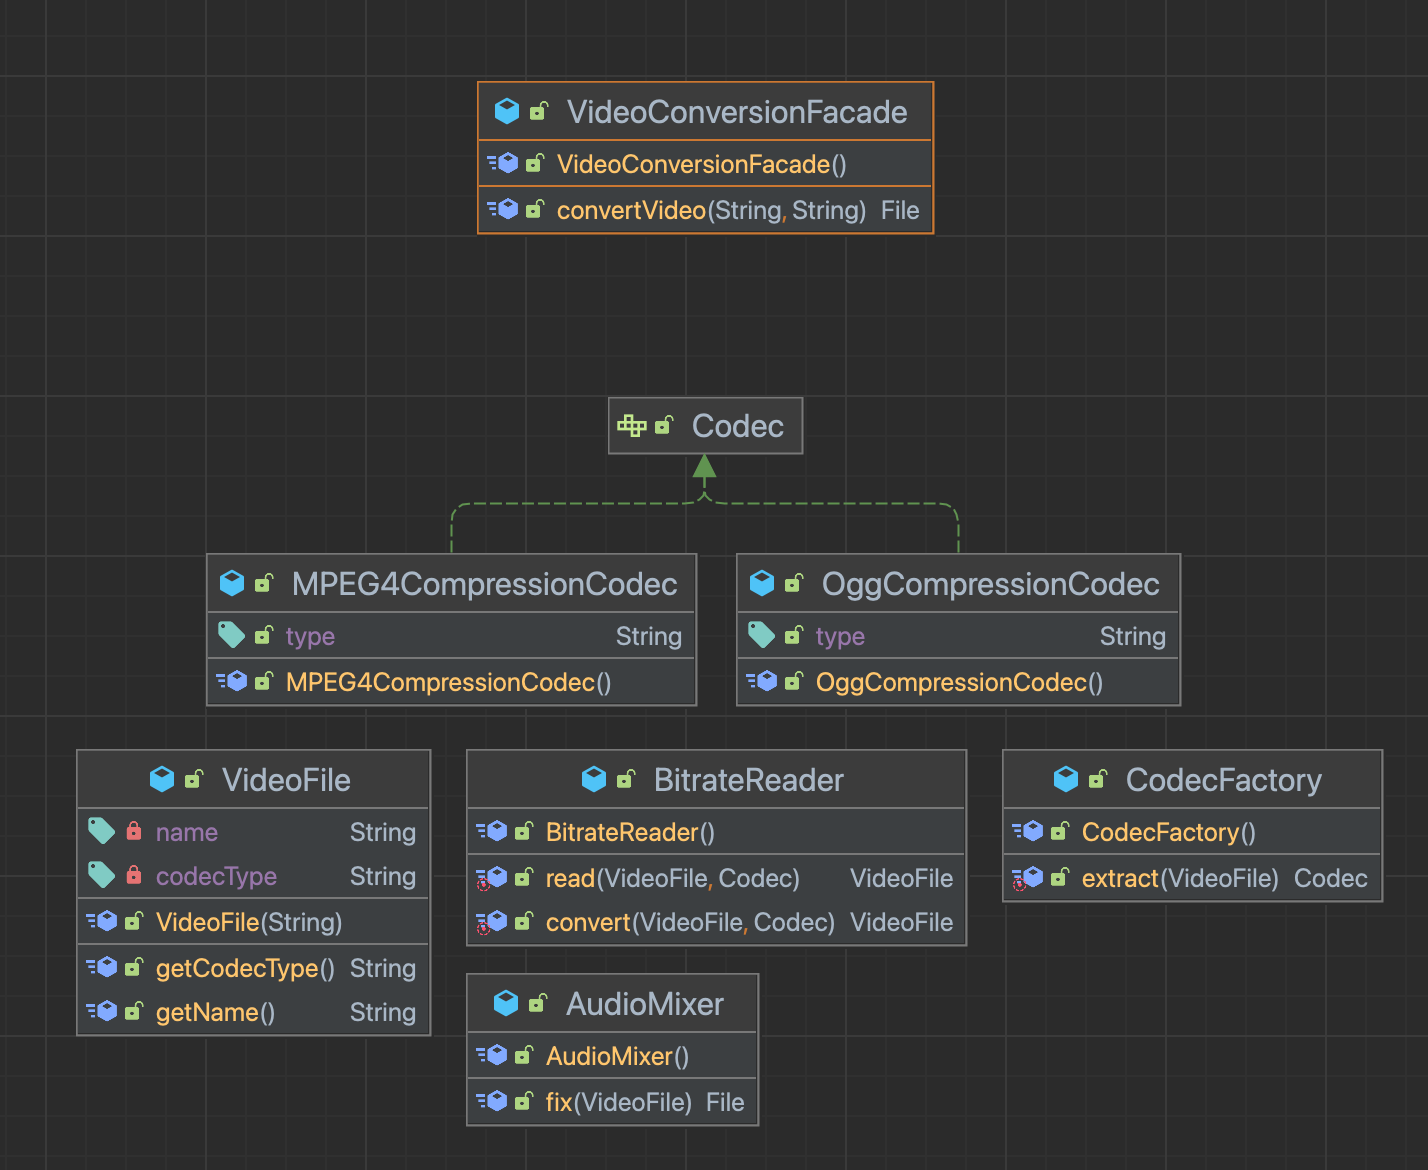 VideoConversionFacade
VideoConversionFacade()
convertVideo(String, String) File
Codec
MPEG4CompressionCodec
type String
MPEG4CompressionCodec()
OggCompressionCodec
type String
OggCompressionCodec()
VideoFile
name String
codecType String
VideoFile(String)
getCodecType() String
getName() String
BitrateReader
BitrateReader()
read(VideoFile, Codec) VideoFile
convert(VideoFile, Codec) VideoFile
CodecFactory
CodecFactory()
extract(VideoFile) Codec
AudioMixer
AudioMixer()
fix(VideoFile) File